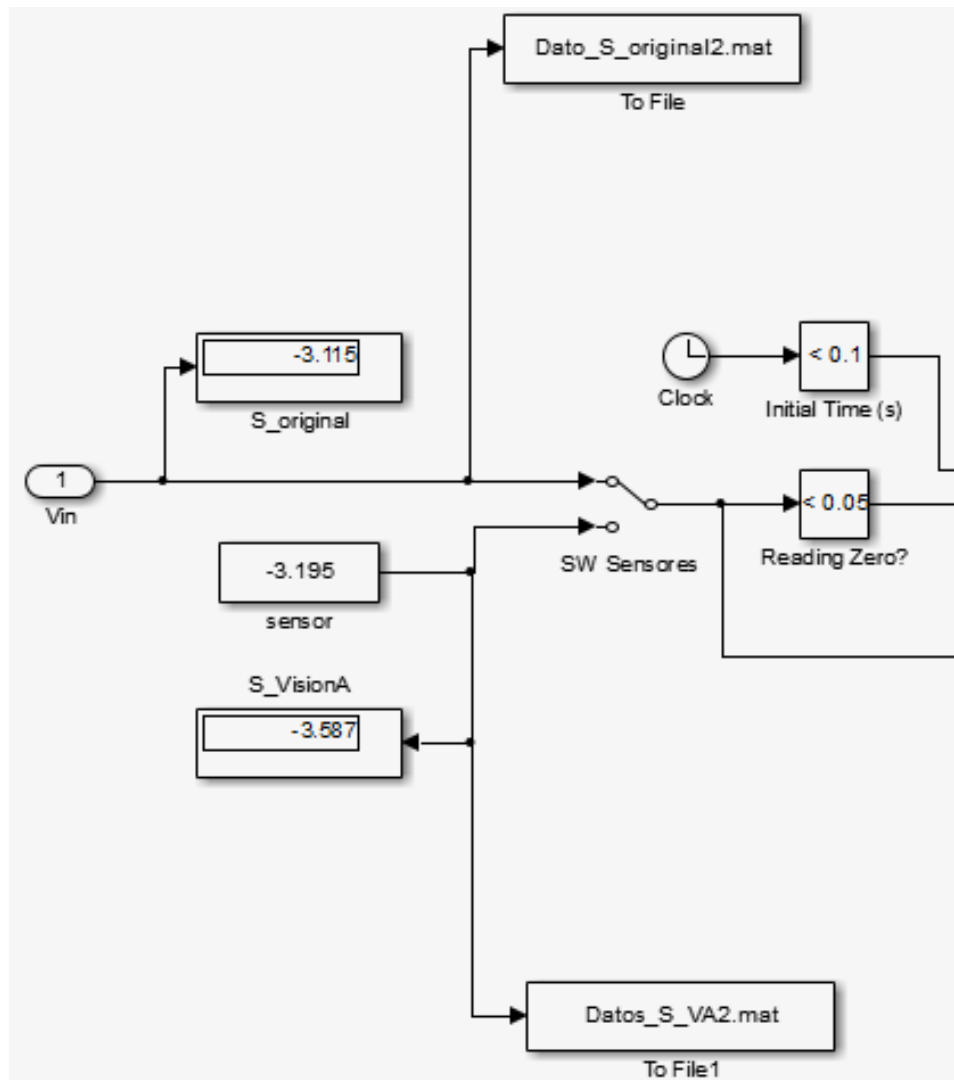 Dato_S_original2.mat
To File
-3.115
S_original
Clock
< 0.1
Initial Time (s)
1
Vin
SW Sensores
< 0.05
Reading Zero?
-3.195
sensor
S_VisionA
-3.587
Datos_S_VA2.mat
To File1